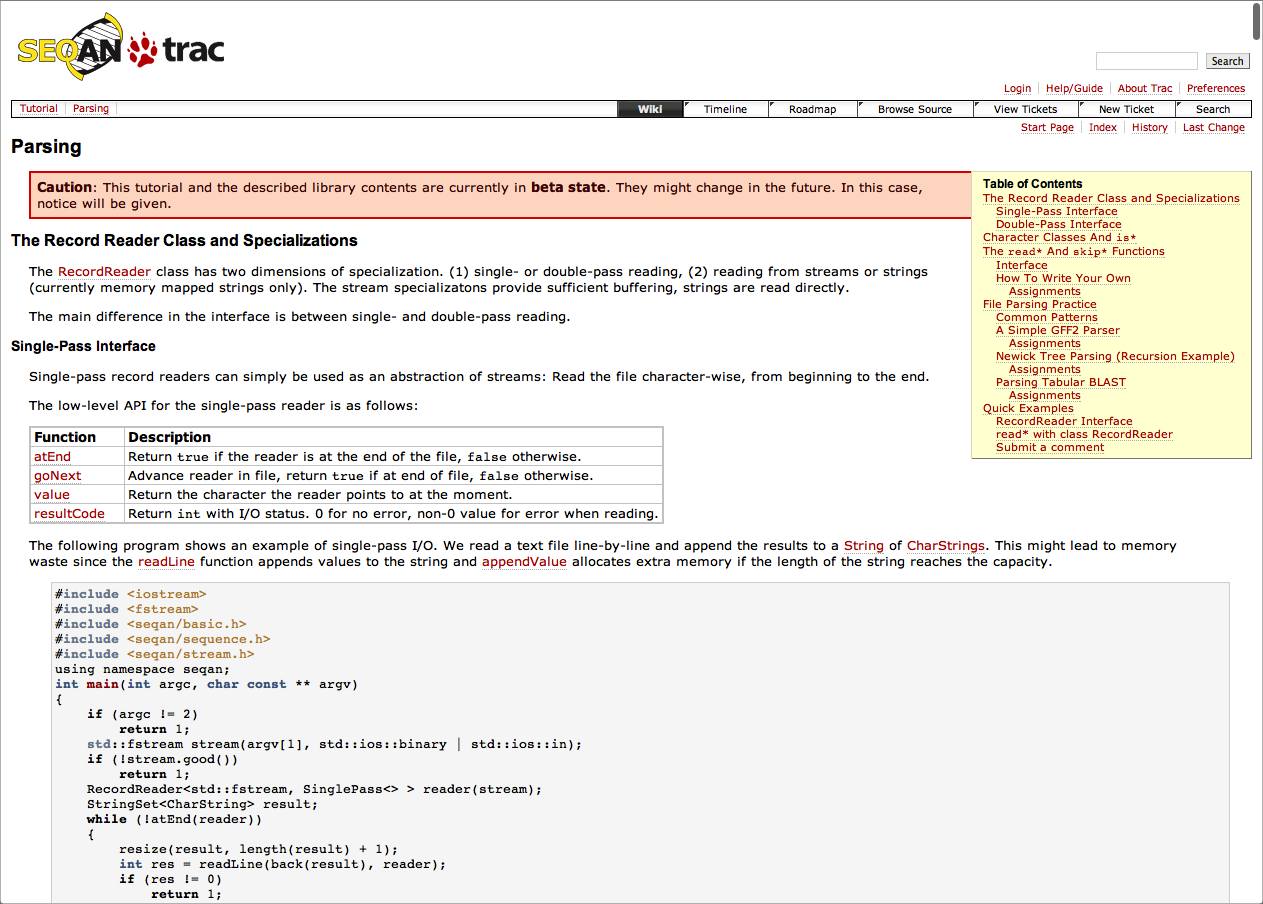 SEQAN trac
Search
Login Help/Guide About Trac Preferences
Tutorial Parsing Wiki Timeline Roadmap Browse Source View Tickets New Ticket Search
Start Page Index History Last Change
Parsing
Caution: This tutorial and the described library contents are currently in beta state. They might change in the future. In this case,
notice will be given.
Table of Contents
The Record Reader Class and Specializations
Single-Pass Interface
Double-Pass Interface
Character Classes And is*
The read* And skip* Functions
Interface
How To Write Your Own
Assignments
File Parsing Practice
Common Patterns
A Simple GFF2 Parser
Assignments
Newick Tree Parsing (Recursion Example)
Assignments
Parsing Tabular BLAST
Assignments
Quick Examples
RecordReader Interface
read* with class RecordReader
Submit a comment
The Record Reader Class and Specializations
The RecordReader class has two dimensions of specialization. (1) single- or double-pass reading, (2) reading from streams or strings
(currently memory mapped strings only). The stream specializatons provide sufficient buffering, strings are read directly.
The main difference in the interface is between single- and double-pass reading.
Single-Pass Interface
Single-pass record readers can simply be used as an abstraction of streams: Read the file character-wise, from beginning to the end.
The low-level API for the single-pass reader is as follows:
Function Description
atEnd Return true if the reader is at the end of the file, false otherwise.
goNext Advance reader in file, return true if at end of file, false otherwise.
value Return the character the reader points to at the moment.
resultCode Return int with I/O status. 0 for no error, non-0 value for error when reading.
The following program shows an example of single-pass I/O. We read a text file line-by-line and append the results to a String of CharStrings. This might lead to memory
waste since the readLine function appends values to the string and appendValue allocates extra memory if the length of the string reaches the capacity.
#include <iostream>
#include <fstream>
#include <seqan/basic.h>
#include <seqan/sequence.h>
#include <seqan/stream.h>
using namespace seqan;
int main(int argc, char const ** argv)
{
    if (argc != 2)
        return 1;
    std::fstream stream(argv[1], std::ios::binary | std::ios::in);
    if (!stream.good())
        return 1;
    RecordReader<std::fstream, SinglePass<> > reader(stream);
    StringSet<CharString> result;
    while (!atEnd(reader))
    {
        resize(result, length(result) + 1);
        int res = readLine(back(result), reader);
        if (res != 0)
            return 1;